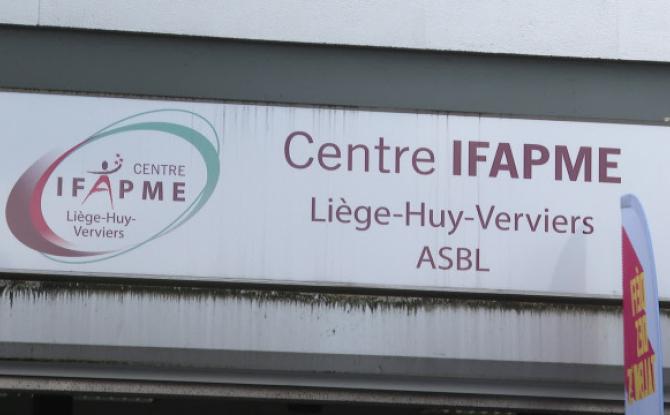 CENTRE
IFAPME
Liège-Huy-
Verviers
Centre IFAPME
Liège-Huy-Verviers
ASBL